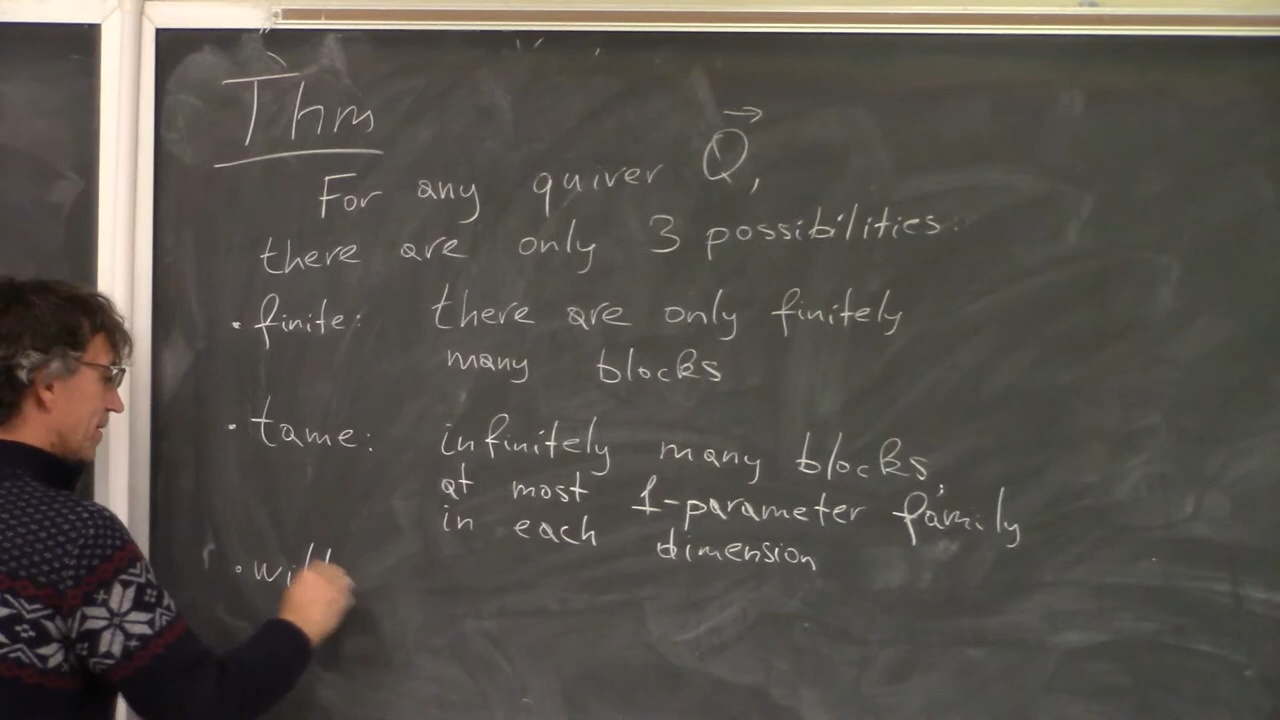 Thm
For any quiver Q,
there are only 3 possibilities:
• finite: there are only finitely
many blocks
• tame: infinitely many blocks,
at most 1-parameter family
in each dimension